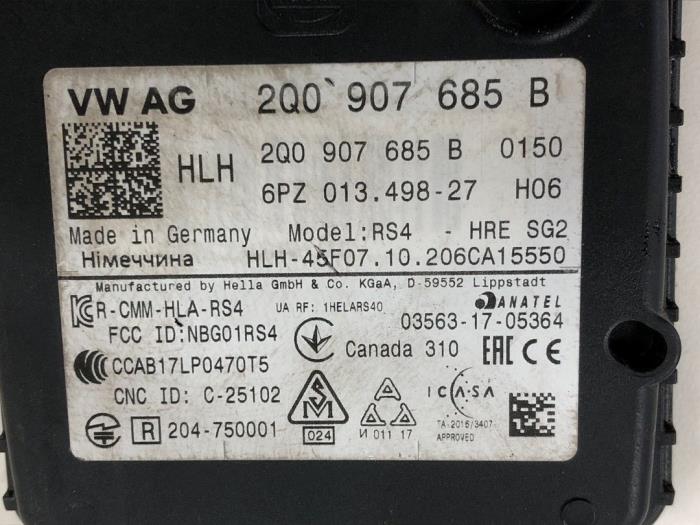 VW AG 2Q0 907 685 B
HLH 2Q0 907 685 B 0150
6PZ 013.498-27 H06
Made in Germany Model:RS4 - HRE SG2
Німеччина HLH-45F07.10.206CA15550
Manufactured by Hella GmbH & Co. KGaA, D-59552 Lippstadt
R-CMM-HLA-RS4 UA RF: 1HELARS40 ANATEL
FCC ID:NBG01RS4 03563-17-05364
CCAB17LP0470T5 Canada 310 EAC CE
CNC ID: C-25102 ICASA
R 204-750001 024 И 011 17 TA-2016/3407
APPROVED